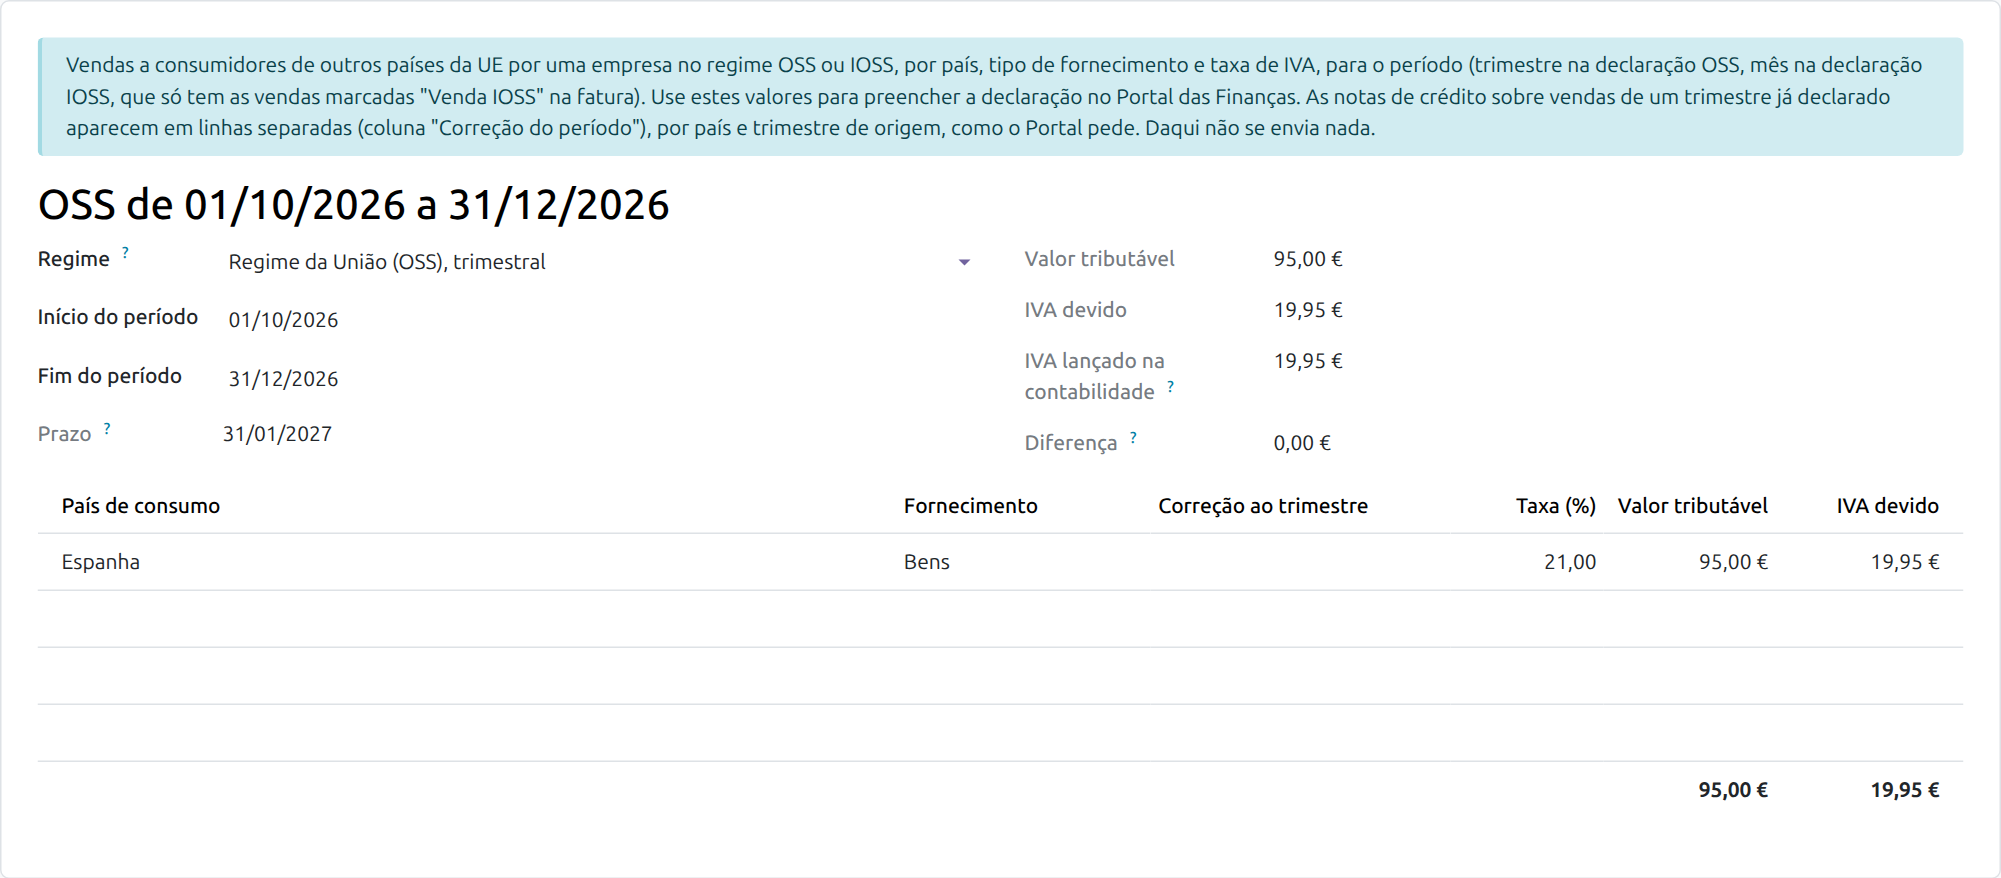 Vendas a consumidores de outros países da UE por uma empresa no regime OSS ou IOSS, por país, tipo de fornecimento e taxa de IVA, para o período (trimestre na declaração OSS, mês na declaração
IOSS, que só tem as vendas marcadas "Venda IOSS" na fatura). Use estes valores para preencher a declaração no Portal das Finanças. As notas de crédito sobre vendas de um trimestre já declarado
aparecem em linhas separadas (coluna "Correção do período"), por país e trimestre de origem, como o Portal pede. Daqui não se envia nada.
OSS de 01/10/2026 a 31/12/2026
Regime ? Regime da União (OSS), trimestral
Início do período 01/10/2026
Fim do período 31/12/2026
Prazo ? 31/01/2027
Valor tributável 95,00 €
IVA devido 19,95 €
IVA lançado na 19,95 €
contabilidade ?
Diferença ? 0,00 €
País de consumo Fornecimento Correção ao trimestre Taxa (%) Valor tributável IVA devido
Espanha Bens 21,00 95,00 € 19,95 €
95,00 € 19,95 €